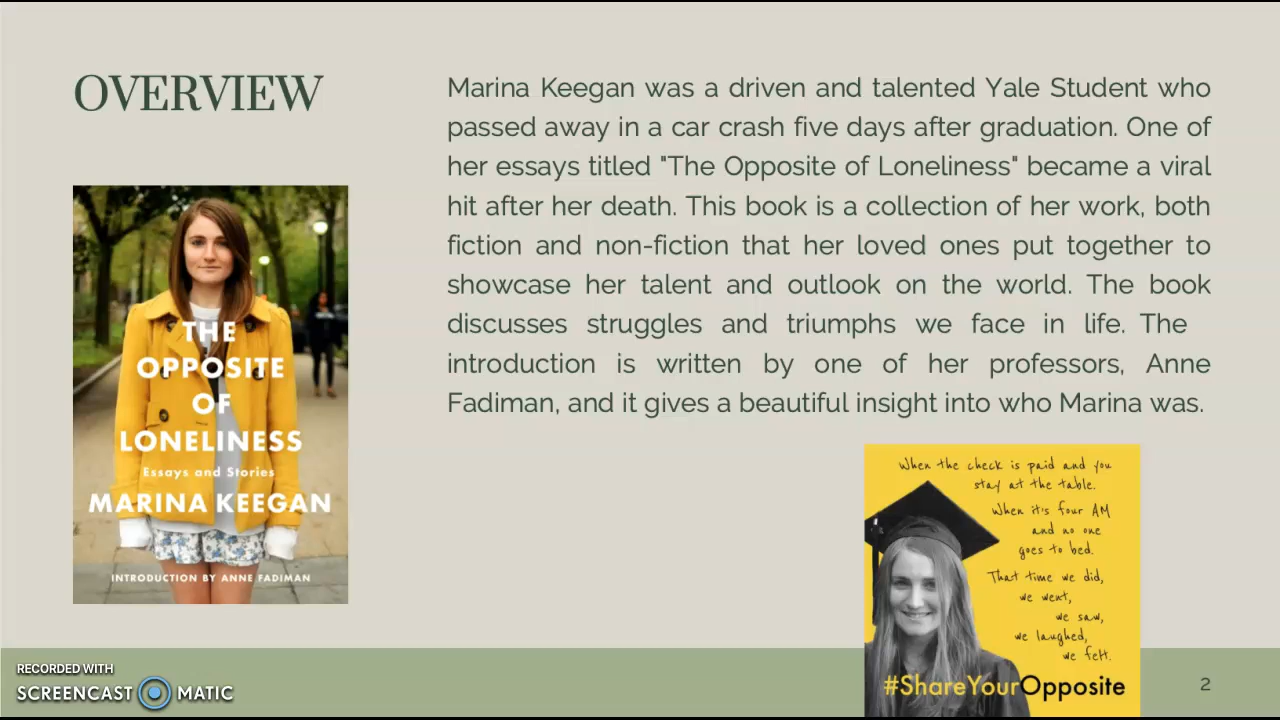 OVERVIEW
Marina Keegan was a driven and talented Yale Student who
passed away in a car crash five days after graduation. One of
her essays titled "The Opposite of Loneliness" became a viral
hit after her death. This book is a collection of her work, both
fiction and non-fiction that her loved ones put together to
showcase her talent and outlook on the world. The book
discusses struggles and triumphs we face in life. The
introduction is written by one of her professors, Anne
Fadiman, and it gives a beautiful insight into who Marina was.
THE
OPPOSITE
OF
LONELINESS
Essays and Stories
MARINA KEEGAN
INTRODUCTION BY ANNE FADIMAN
When the check is paid and you
stay at the table.
When it's four AM
and no one
goes to bed.
That time we did,
we went,
we saw,
we laughed,
we felt.
#ShareYourOpposite
RECORDED WITH
SCREENCAST MATIC
2